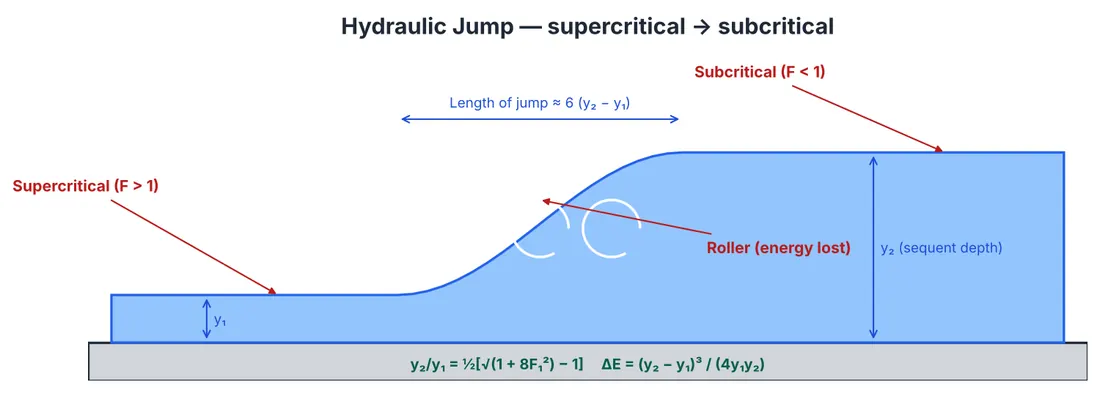 Hydraulic Jump — supercritical → subcritical
Subcritical (F < 1)
Length of jump ≈ 6 (y₂ − y₁)
Supercritical (F > 1)
Roller (energy lost)
y₂ (sequent depth)
y₁
y₂/y₁ = ½[√(1 + 8F₁²) − 1] ΔE = (y₂ − y₁)³ / (4y₁y₂)